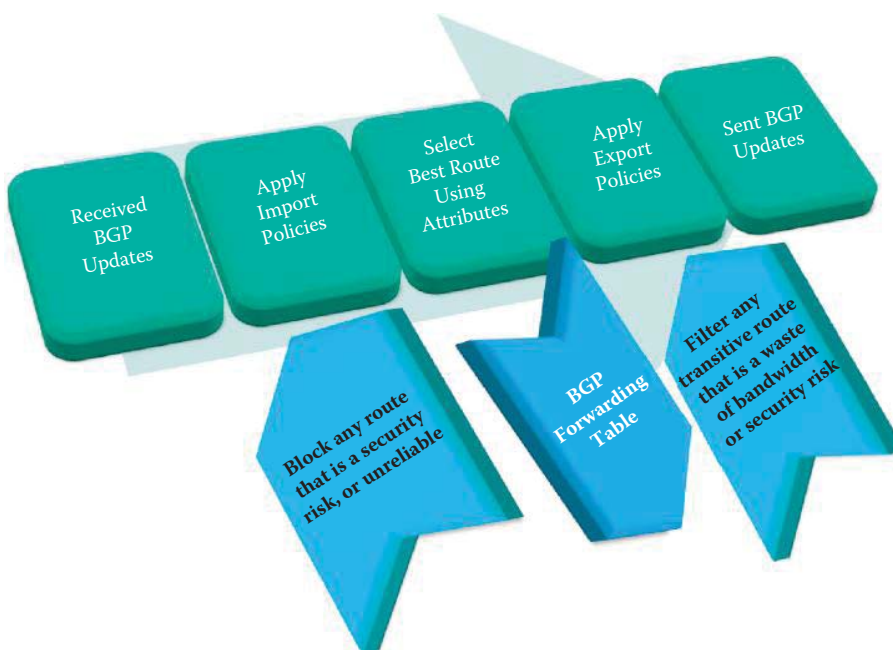 Received
BGP
Updates
Apply
Import
Policies
Select
Best Route
Using
Attributes
Apply
Export
Policies
Sent BGP
Updates
Block any route
that is a security
risk, or unreliable
BGP
Forwarding
Table
Filter any
transitive route
that is a waste
of bandwidth
or security risk